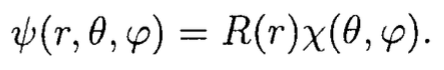 ψ(r, θ, φ) = R(r)χ(θ, φ).